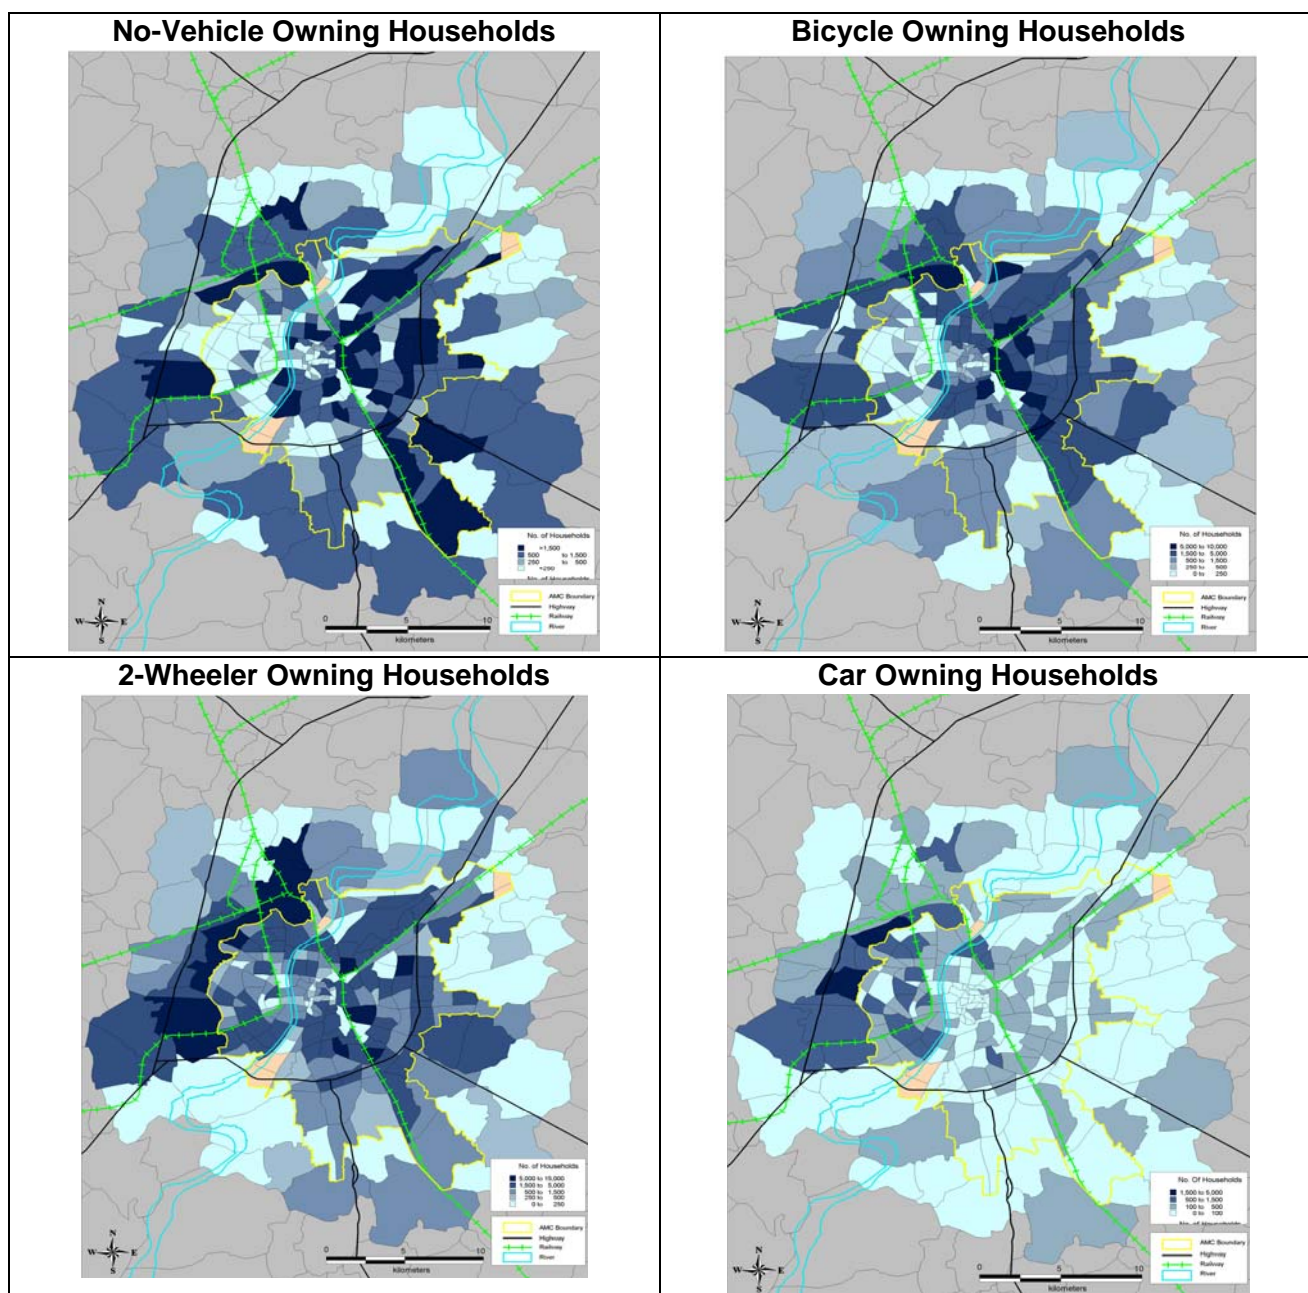 No-Vehicle Owning Households
No. of Households
=1,500
500 to 1,500
250 to 500
=250
No. of Households
AMC Boundary
Highway
Railway
River
N
W E
S
0 5 10
kilometers
Bicycle Owning Households
No. of Households
5,000 to 10,000
1,500 to 5,000
500 to 1,500
250 to 500
0 to 250
AMC Boundary
Highway
Railway
River
N
W E
S
0 5 10
kilometers
2-Wheeler Owning Households
No. of Households
1,500 to 5,000
500 to 1,500
250 to 500
0 to 250
AMC Boundary
Highway
Railway
River
N
W E
S
0 5 10
kilometers
Car Owning Households
No. Of Households
1,500 to 5,000
500 to 1,500
100 to 500
0 to 100
AMC Boundary
Highway
Railway
River
N
W E
S
0 5 10
kilometers